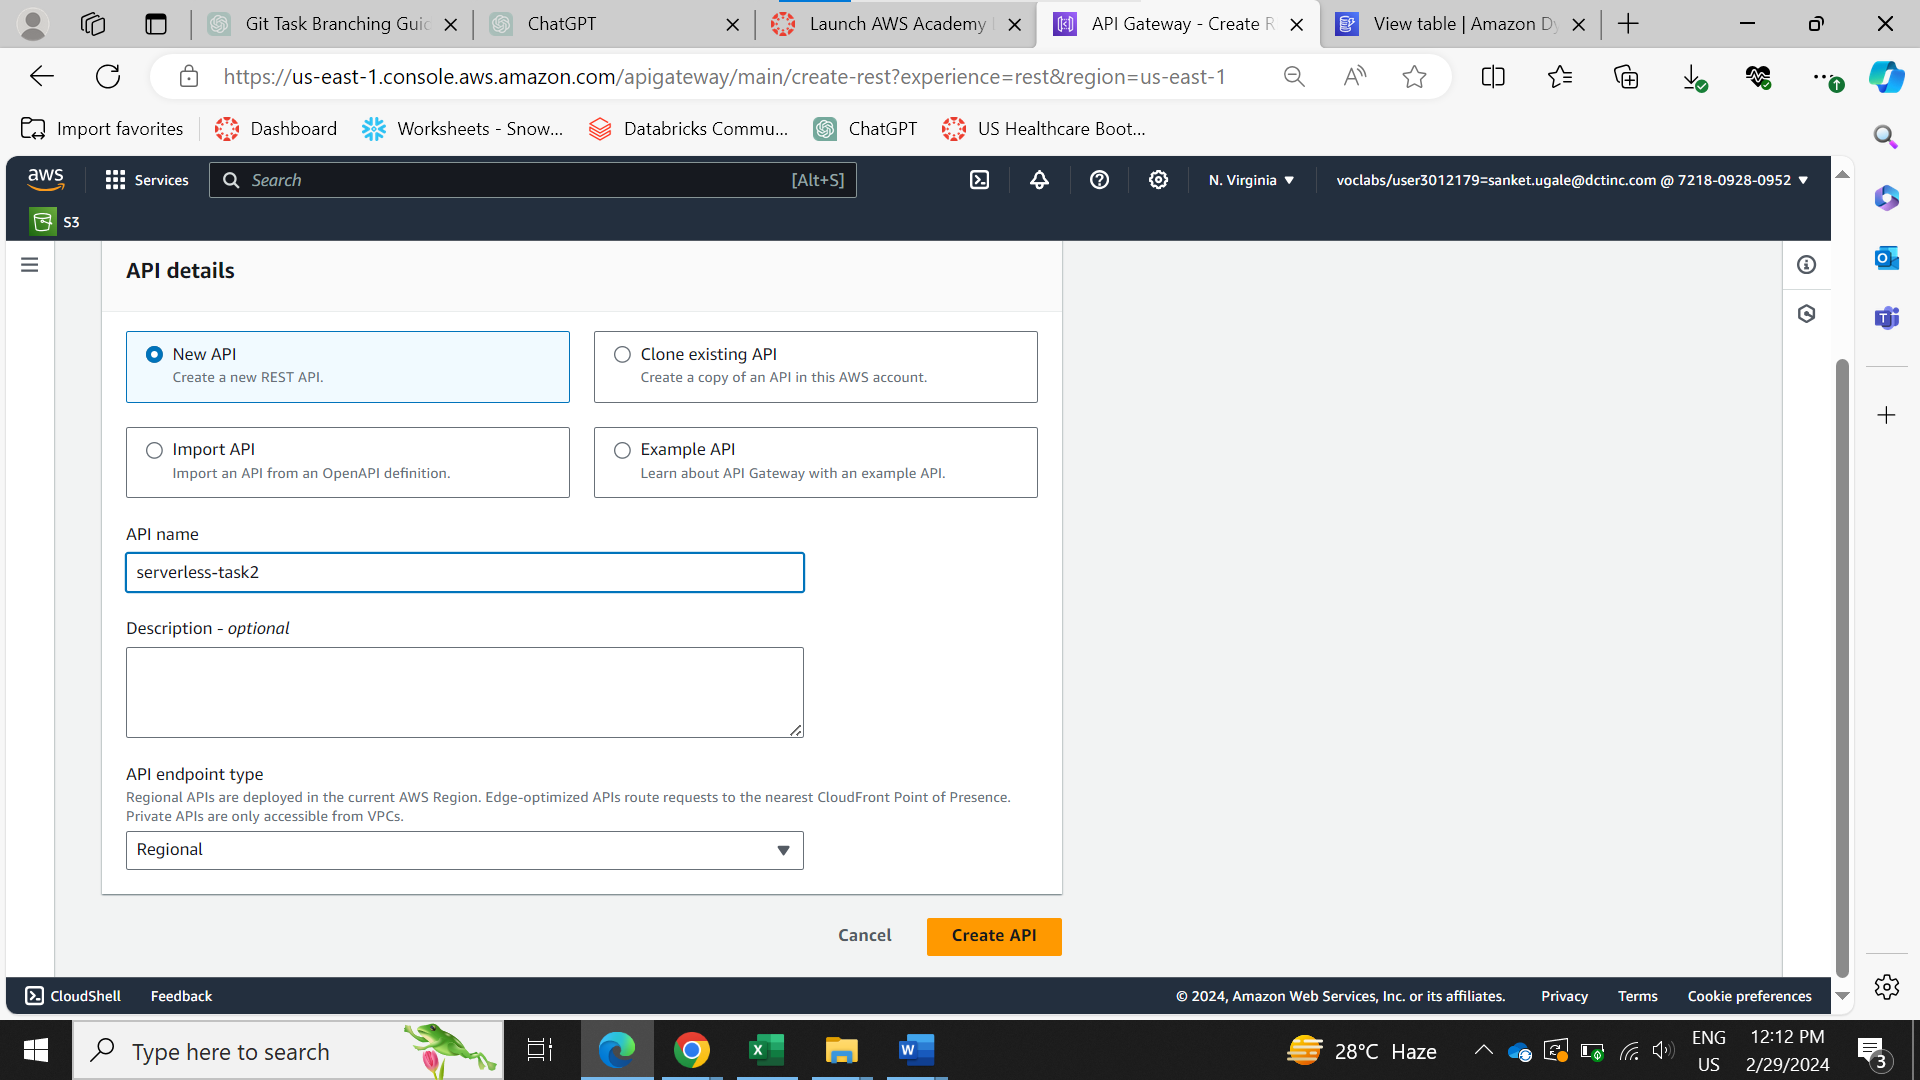 Git Task Branching Guid
ChatGPT
Launch AWS Academy
API Gateway - Create R
View table | Amazon Dy
https://us-east-1.console.aws.amazon.com/apigateway/main/create-rest?experience=rest&region=us-east-1
Import favorites
Dashboard
Worksheets - Snow...
Databricks Commu...
ChatGPT
US Healthcare Boot...
aws
Services
Search
[Alt+S]
N. Virginia
voclabs/user3012179=sanket.ugale@dctinc.com @ 7218-0928-0952
S3
API details
New API
Create a new REST API.
Clone existing API
Create a copy of an API in this AWS account.
Import API
Import an API from an OpenAPI definition.
Example API
Learn about API Gateway with an example API.
API name
serverless-task2
Description - optional
API endpoint type
Regional APIs are deployed in the current AWS Region. Edge-optimized APIs route requests to the nearest CloudFront Point of Presence.
Private APIs are only accessible from VPCs.
Regional
Cancel
Create API
CloudShell
Feedback
© 2024, Amazon Web Services, Inc. or its affiliates.
Privacy
Terms
Cookie preferences
Type here to search
28°C Haze
ENG
US
12:12 PM
2/29/2024
3